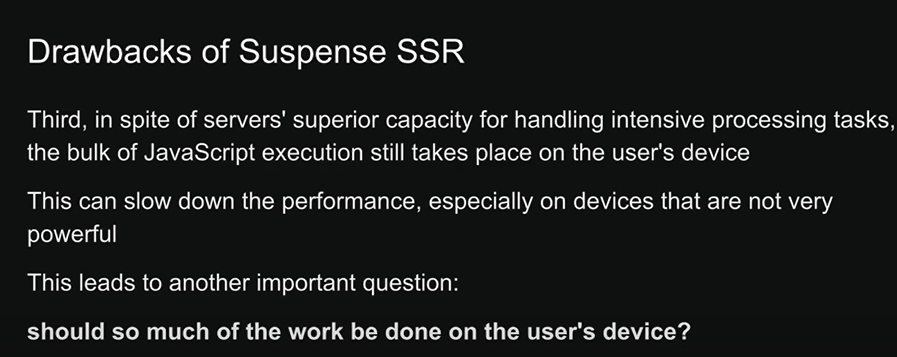 Drawbacks of Suspense SSR
Third, in spite of servers' superior capacity for handling intensive processing tasks,
the bulk of JavaScript execution still takes place on the user's device
This can slow down the performance, especially on devices that are not very
powerful
This leads to another important question:
should so much of the work be done on the user's device?